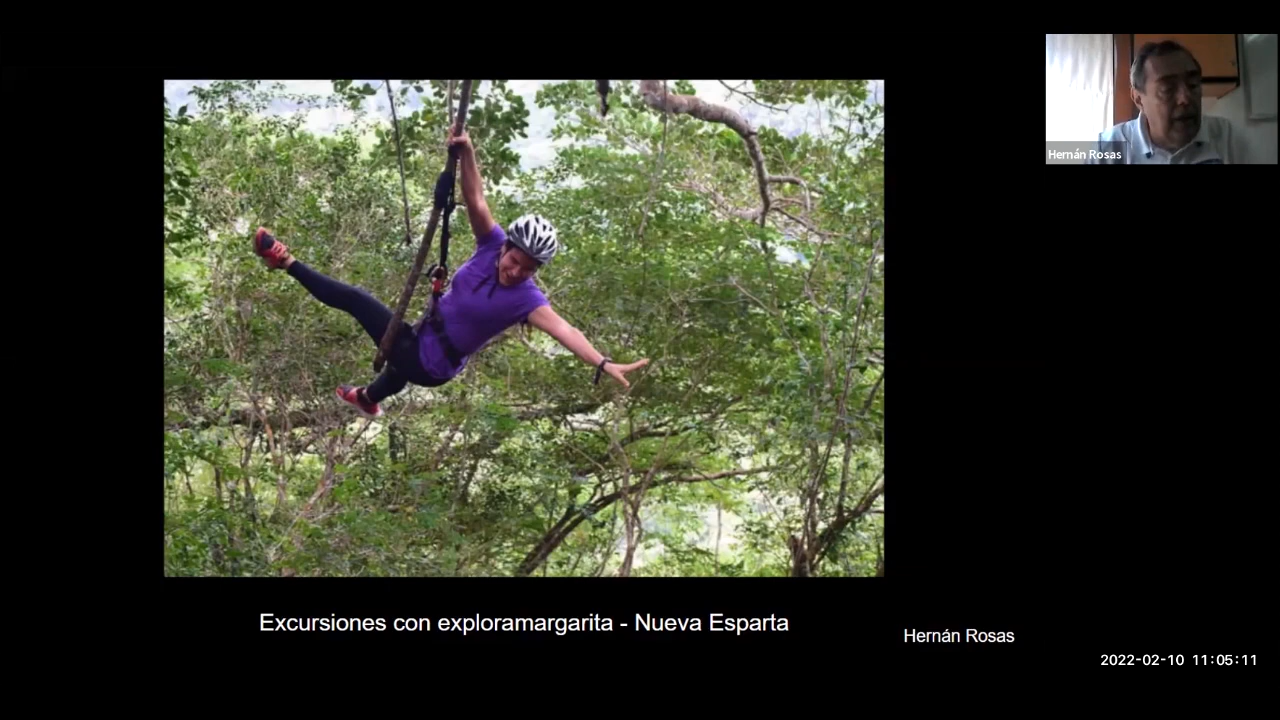 Hernán Rosas
Excursiones con exploramargarita - Nueva Esparta
Hernán Rosas
2022-02-10 11:05:11